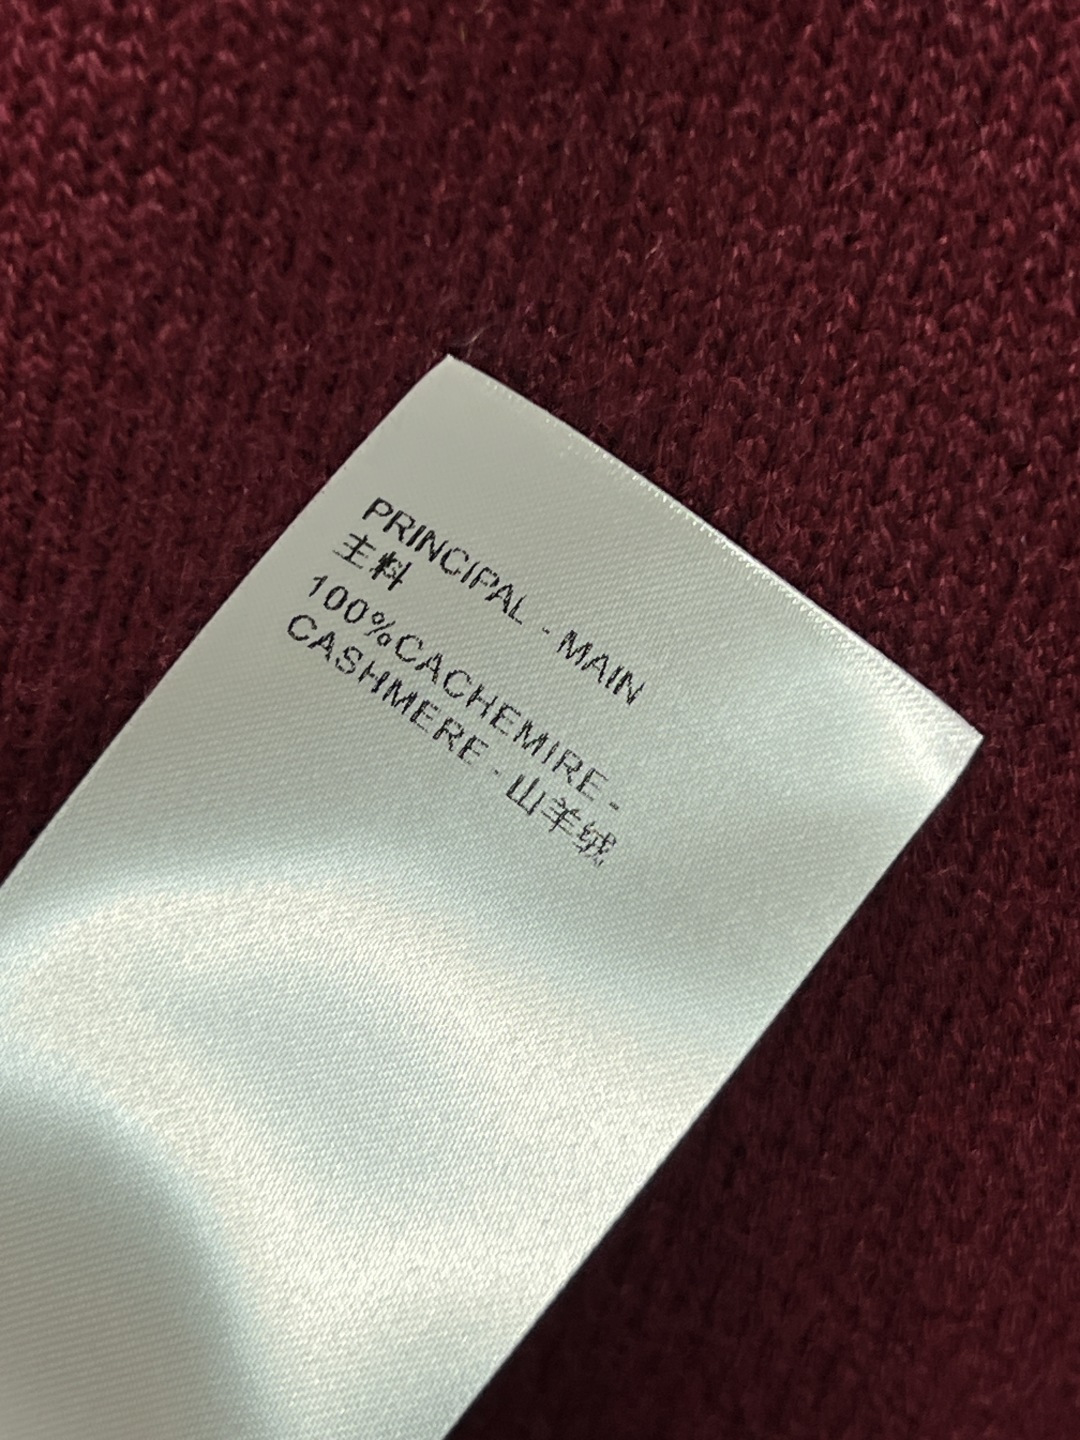 PRINCIPAL - MAIN
主料
100%CACHEMIRE -
CASHMERE - 山羊绒